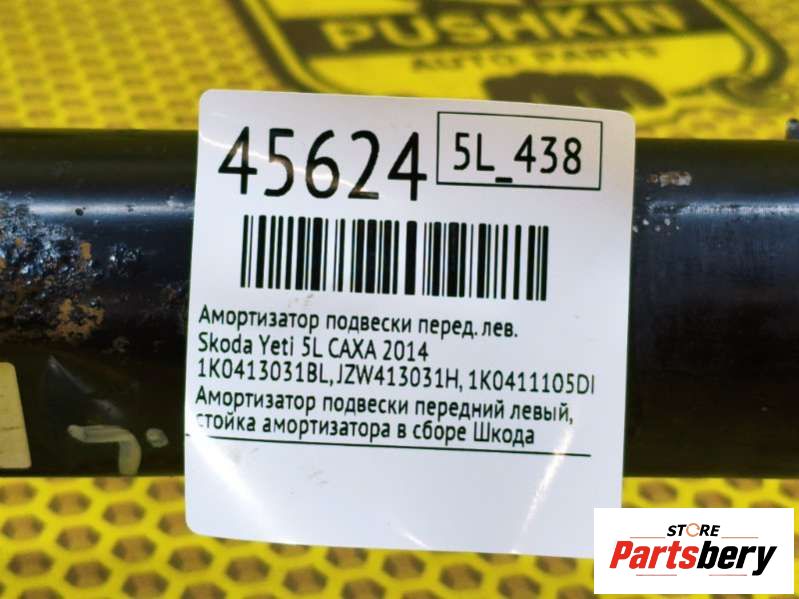 PUSHKIN
AUTO PARTS
45624
5L_438
Амортизатор подвески перед. лев.
Skoda Yeti 5L CAXA 2014
1K0413031BL, JZW413031H, 1K0411105DI
Амортизатор подвески передний левый,
стойка амортизатора в сборе Шкода
STORE
Partsbery